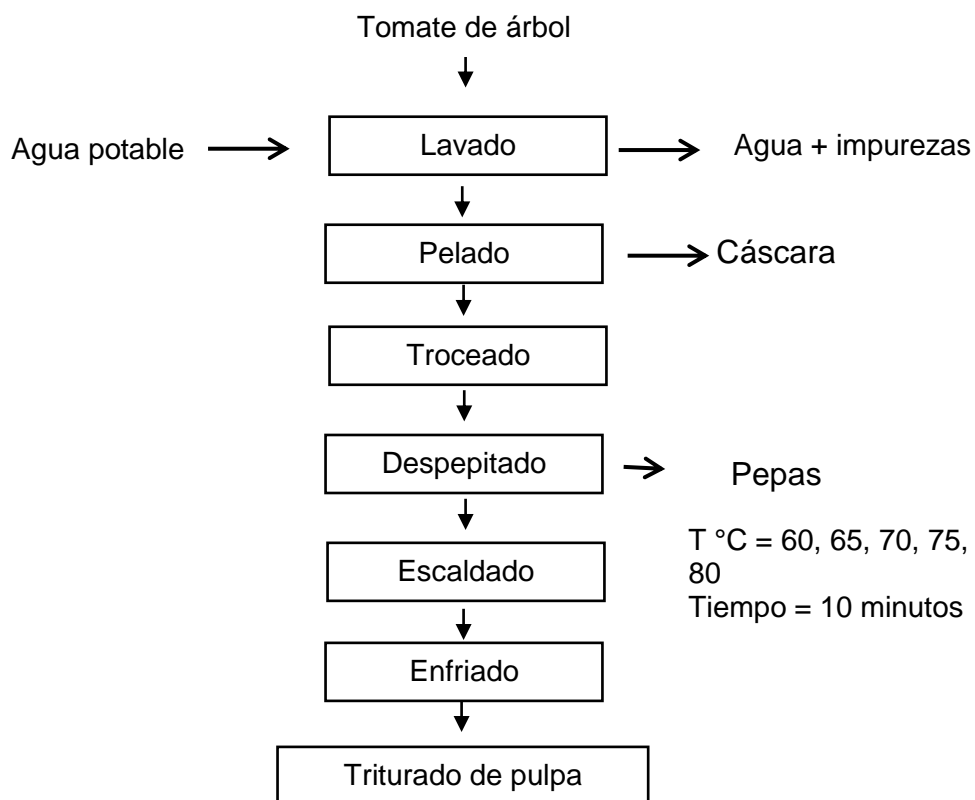 Tomate de árbol
Agua potable
Lavado
Agua + impurezas
Pelado
Cáscara
Troceado
Despepitado
Pepas
T °C = 60, 65, 70, 75,
80
Tiempo = 10 minutos
Escaldado
Enfriado
Triturado de pulpa